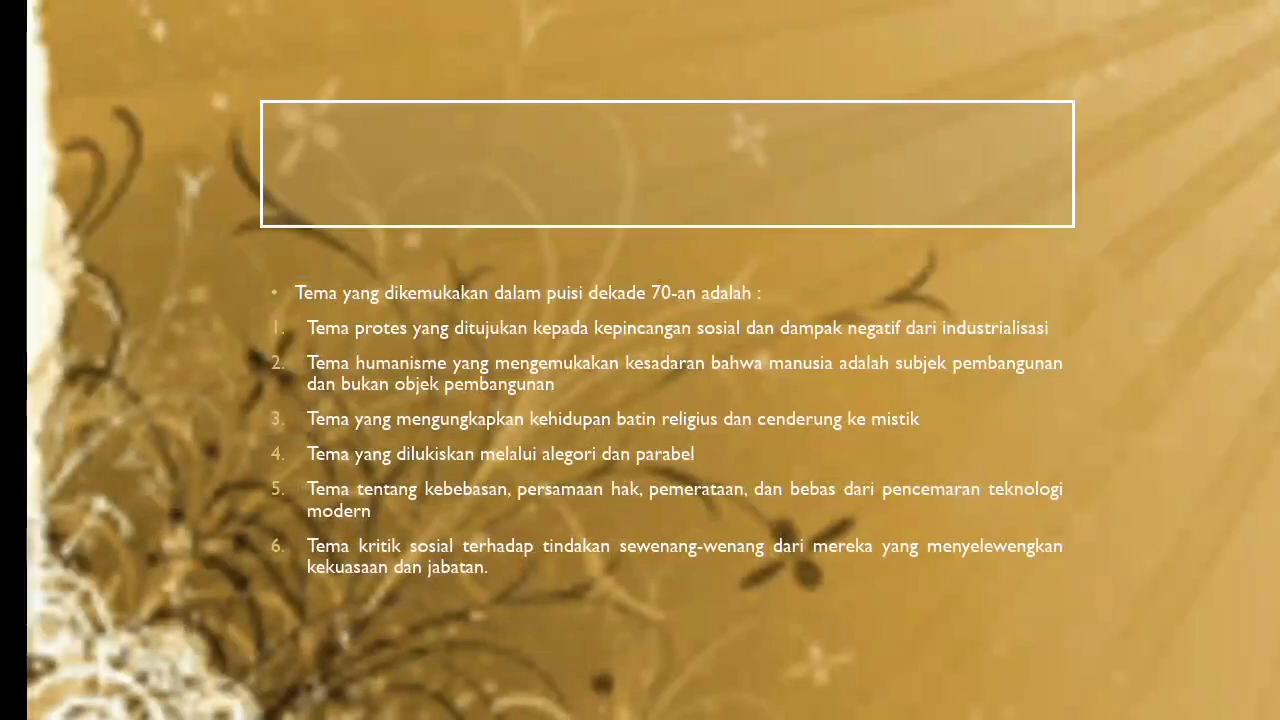 • Tema yang dikemukakan dalam puisi dekade 70-an adalah :
1. Tema protes yang ditujukan kepada kepincangan sosial dan dampak negatif dari industrialisasi
2. Tema humanisme yang mengemukakan kesadaran bahwa manusia adalah subjek pembangunan
dan bukan objek pembangunan
3. Tema yang mengungkapkan kehidupan batin religius dan cenderung ke mistik
4. Tema yang dilukiskan melalui alegori dan parabel
5. Tema tentang kebebasan, persamaan hak, pemerataan, dan bebas dari pencemaran teknologi
modern
6. Tema kritik sosial terhadap tindakan sewenang-wenang dari mereka yang menyelewengkan
kekuasaan dan jabatan.